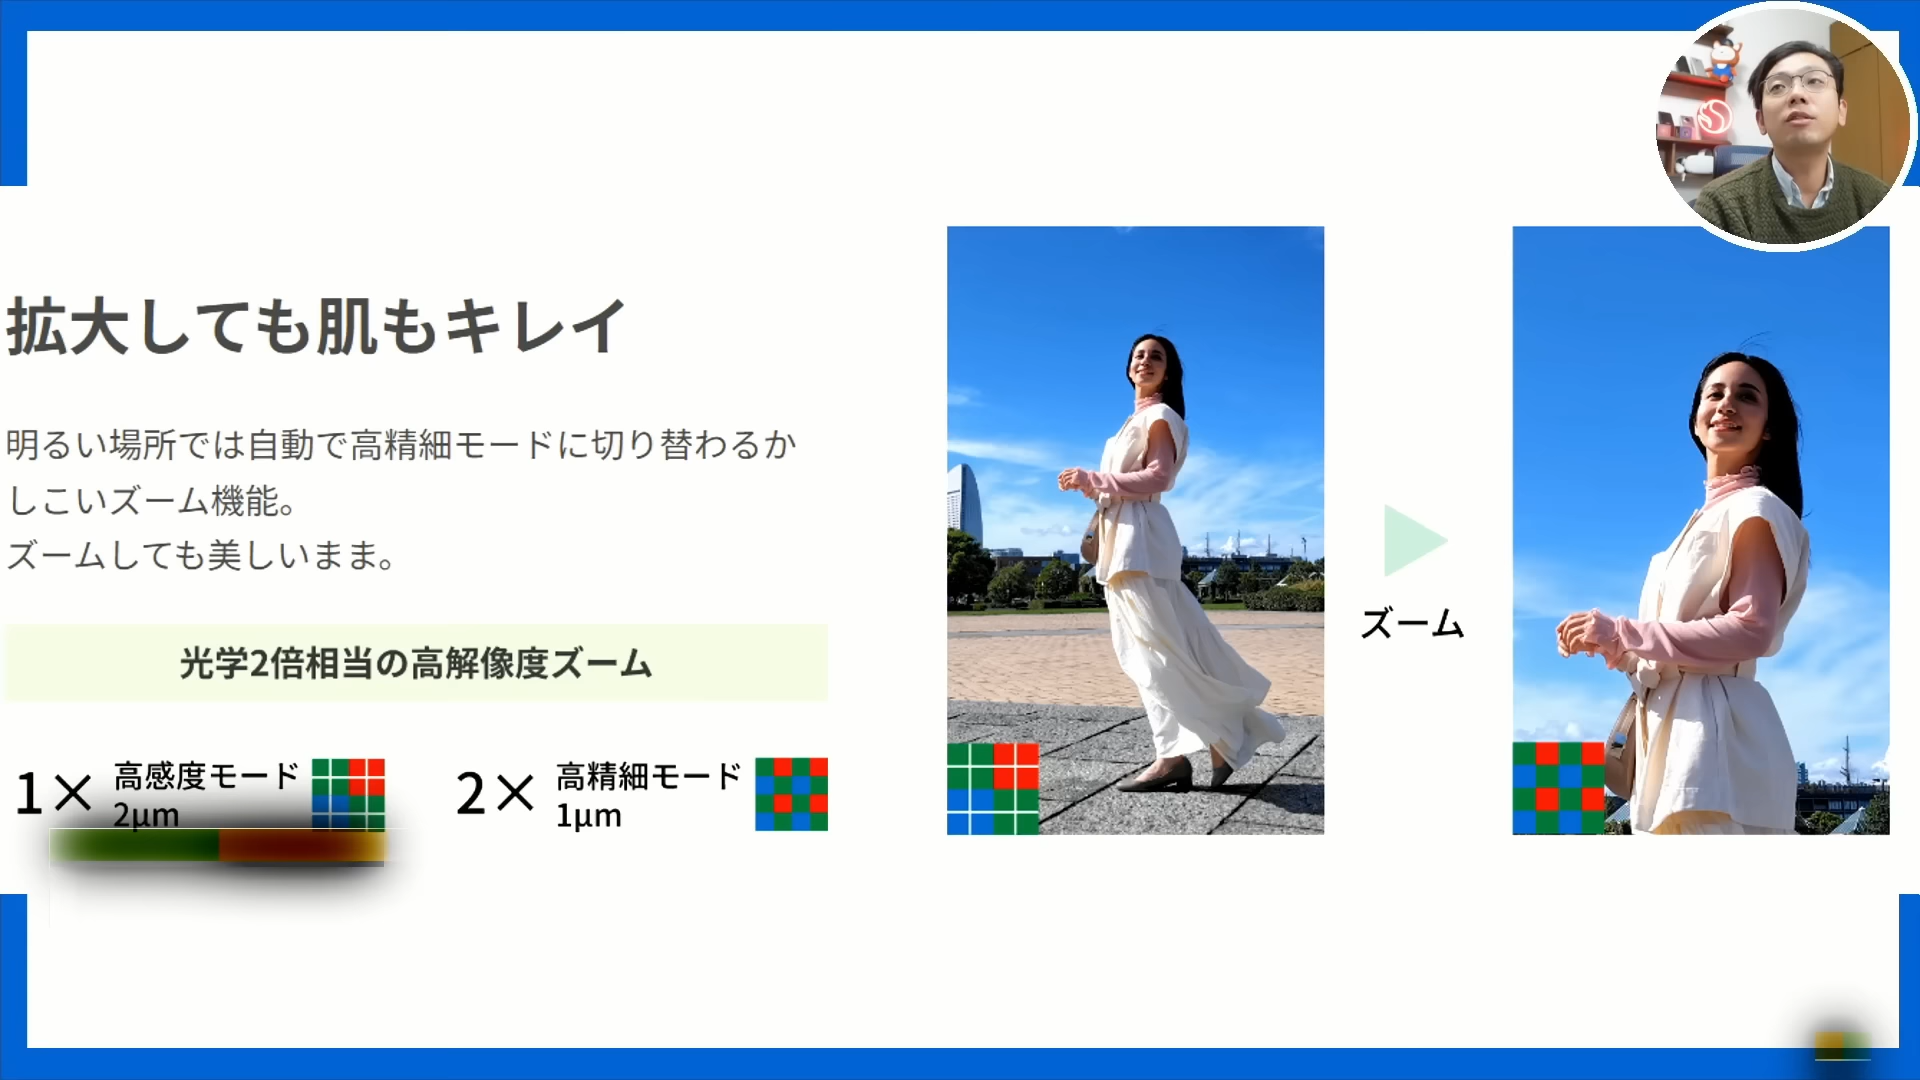 拡大しても肌もキレイ
明るい場所では自動で高精細モードに切り替わるか
しこいズーム機能。
ズームしても美しいまま。
光学2倍相当の高解像度ズーム
1× 高感度モード
2μm
2× 高精細モード
1μm
ズーム